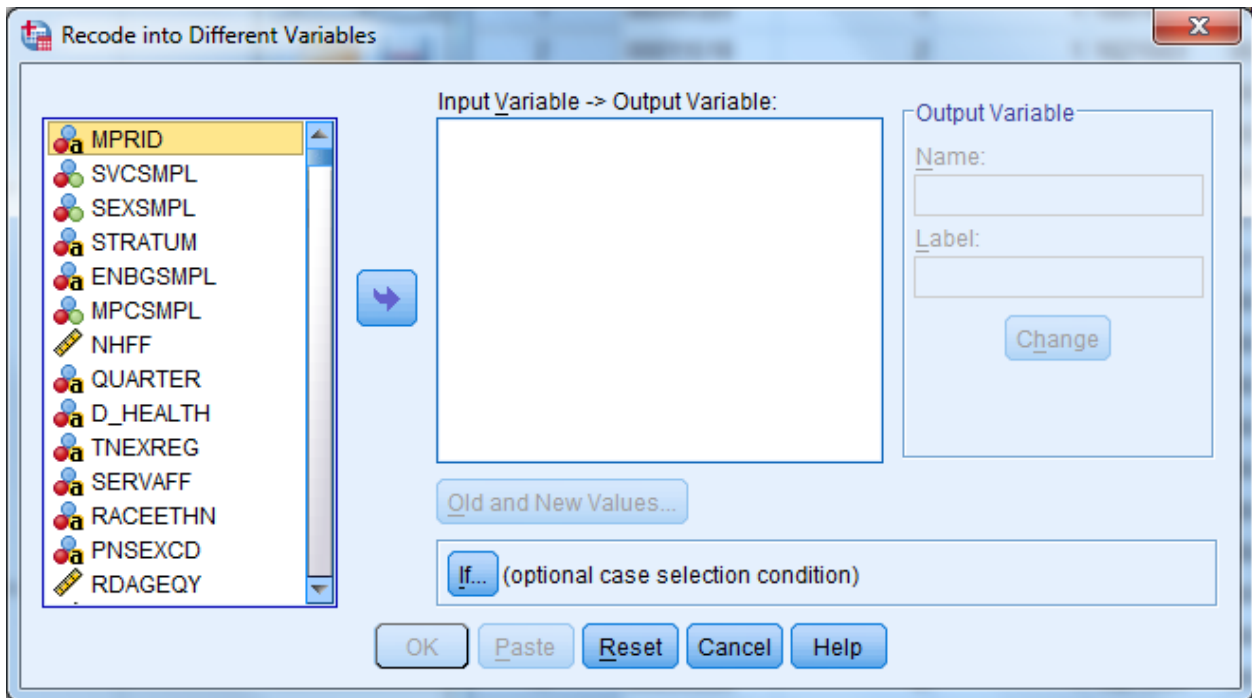 Recode into Different Variables
MPRID
SVCSMPL
SEXSMPL
STRATUM
ENBGSMPL
MPCSMPL
NHFF
QUARTER
D_HEALTH
TNEXREG
SERVAFF
RACEETHN
PNSEXCD
RDAGEQY
Input Variable -> Output Variable:
Output Variable
Name:
Label:
Change
Old and New Values...
If... (optional case selection condition)
OK Paste Reset Cancel Help